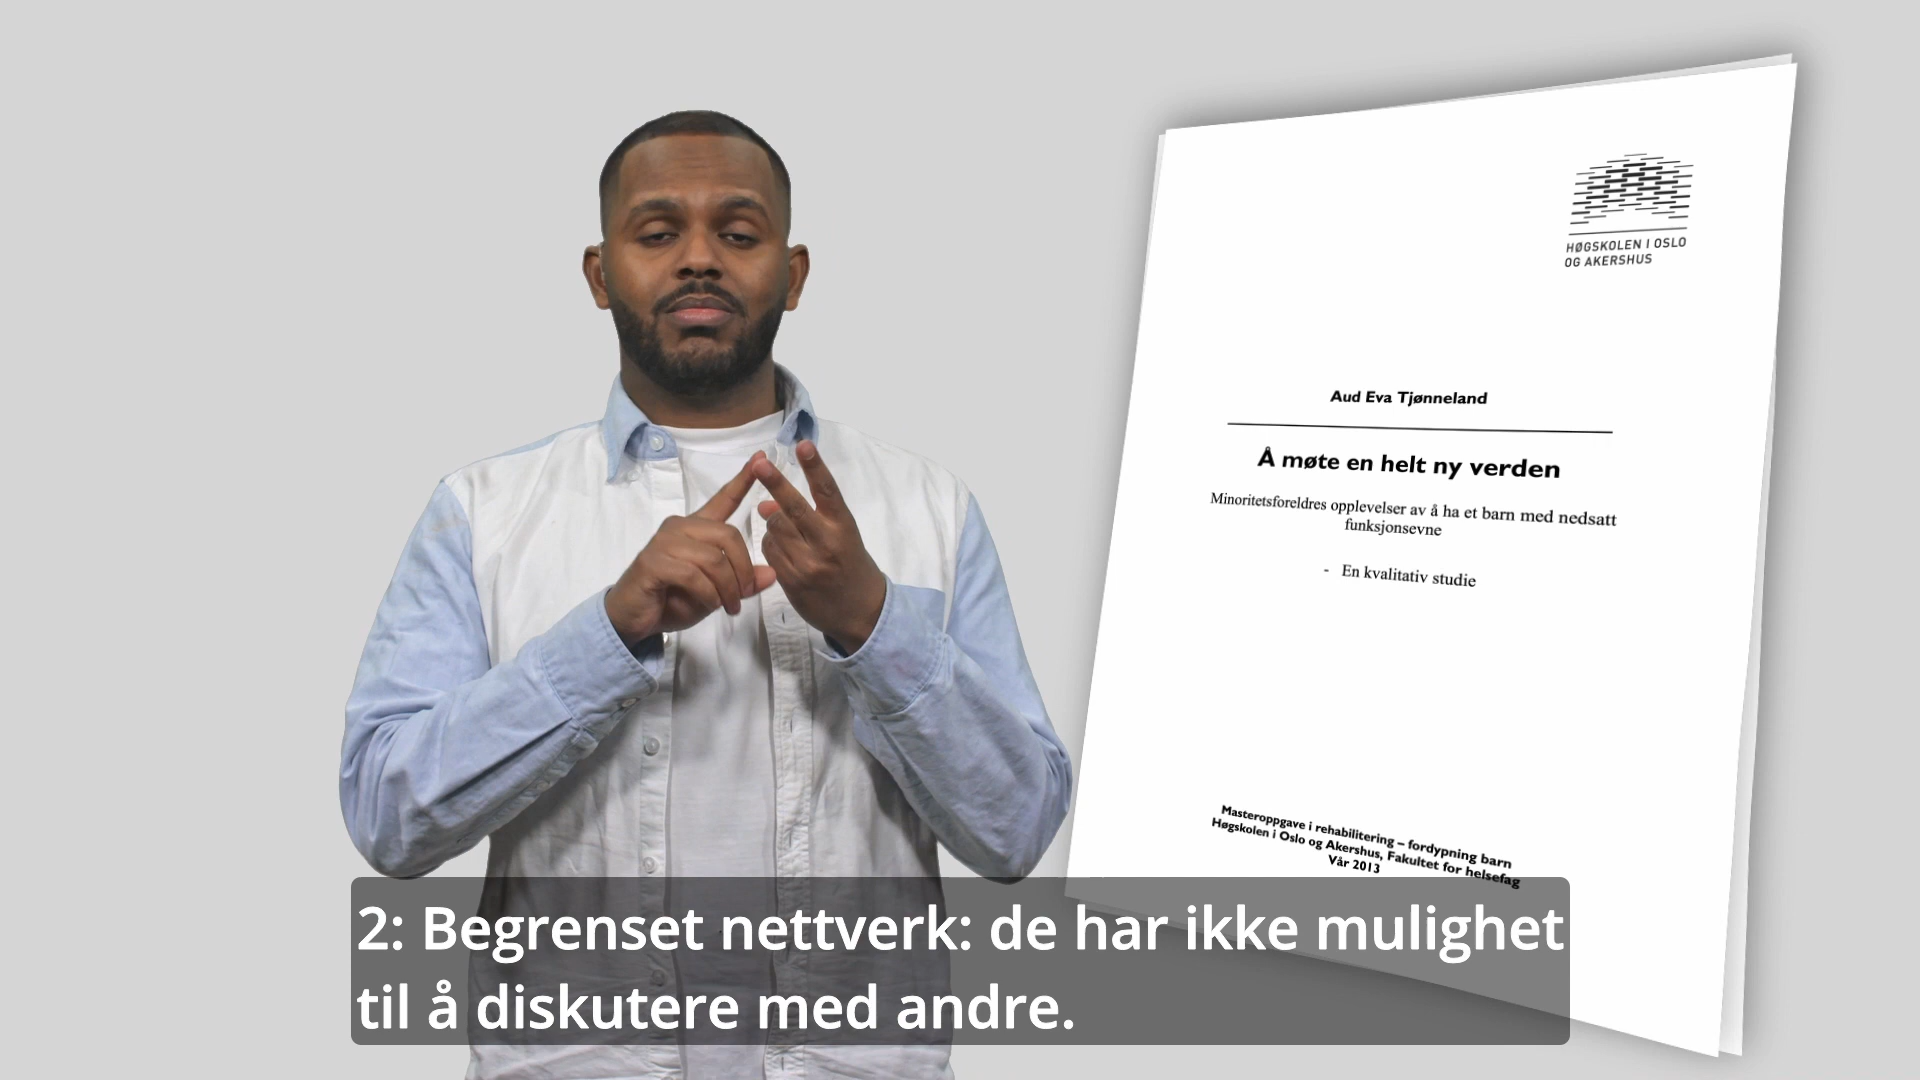 HØGSKOLEN I OSLO
OG AKERSHUS
Aud Eva Tjønneland
Å møte en helt ny verden
Minoritetsforeldres opplevelser av å ha et barn med nedsatt
funksjonsevne
- En kvalitativ studie
Masteroppgave i rehabilitering – fordypning barn
Høgskolen i Oslo og Akershus, Fakultet for helsefag
Vår 2013
2: Begrenset nettverk: de har ikke mulighet
til å diskutere med andre.